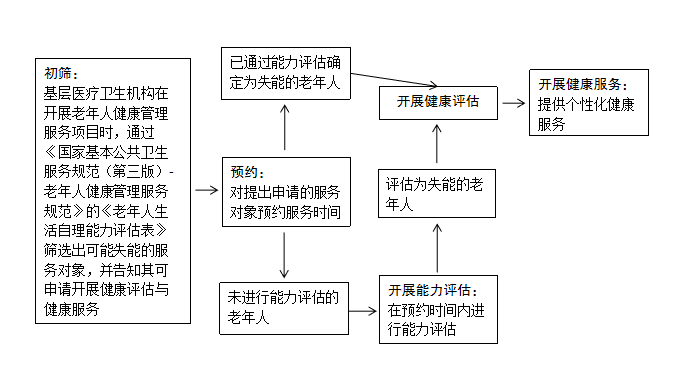 初筛：
基层医疗卫生机构在
开展老年人健康管理
服务项目时，通过
《国家基本公共卫生
服务规范（第三版）-
老年人健康管理服务
规范》的《老年人生
活自理能力评估表》
筛选出可能失能的服
务对象，并告知其可
申请开展健康评估与
健康服务
已通过能力评估确
定为失能的老年人
预约：
对提出申请的服务
对象预约服务时间
未进行能力评估的
老年人
开展能力评估：
在预约时间内进
行能力评估
评估为失能的老
年人
开展健康评估
开展健康服务：
提供个性化健康
服务